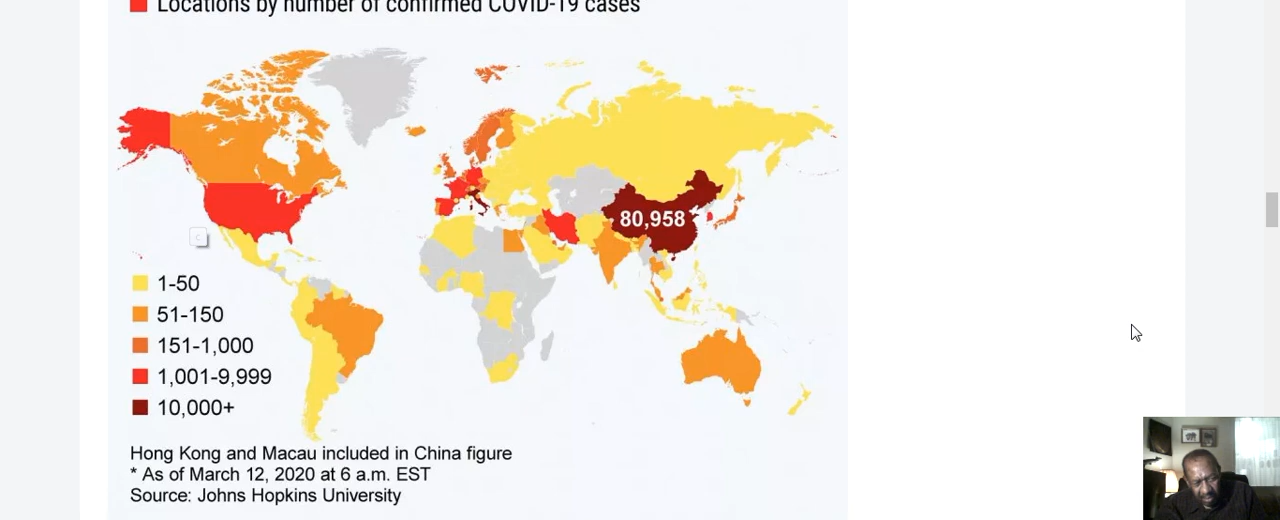 Locations by number of confirmed COVID-19 cases
80,958
1-50
51-150
151-1,000
1,001-9,999
10,000+
Hong Kong and Macau included in China figure
* As of March 12, 2020 at 6 a.m. EST
Source: Johns Hopkins University